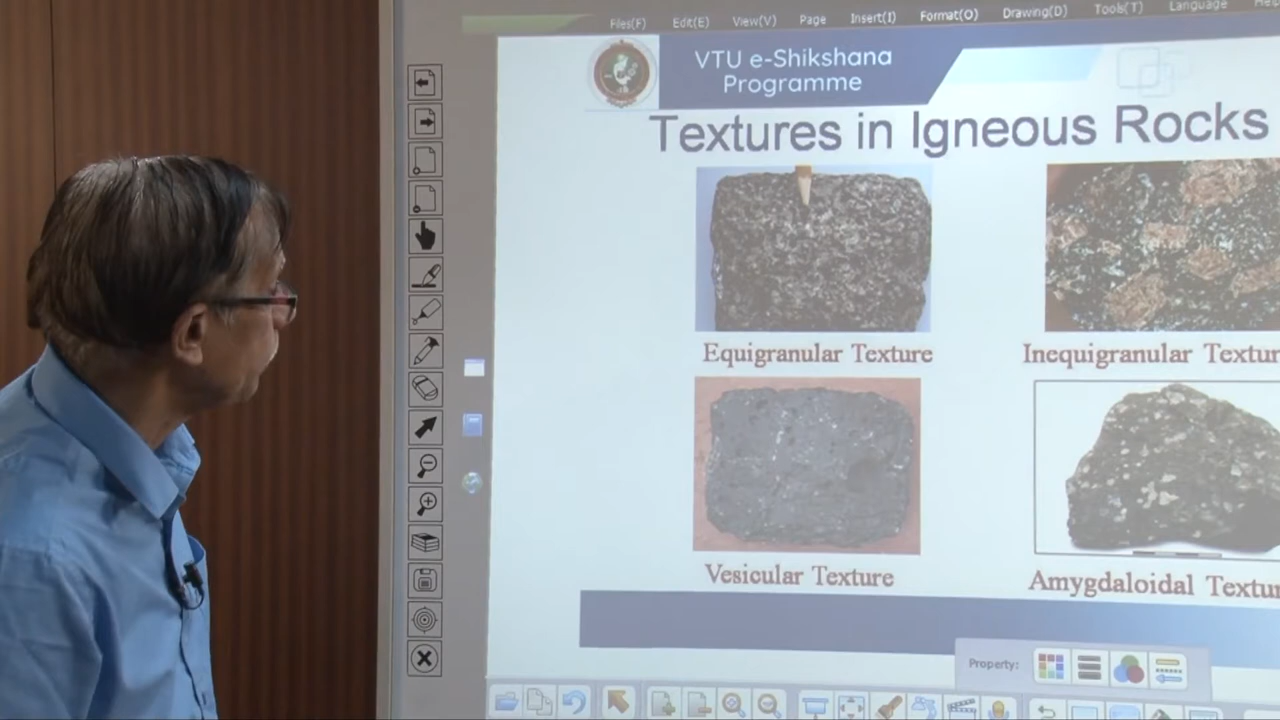 Files(F) Edit(E) View(V) Page Insert(I) Format(O) Drawing(D) Tools(T) Language
VTU e-Shikshana
Programme
Textures in Igneous Rocks
Equigranular Texture
Inequigranular Textur
Vesicular Texture
Amygdaloidal Textur
Property: